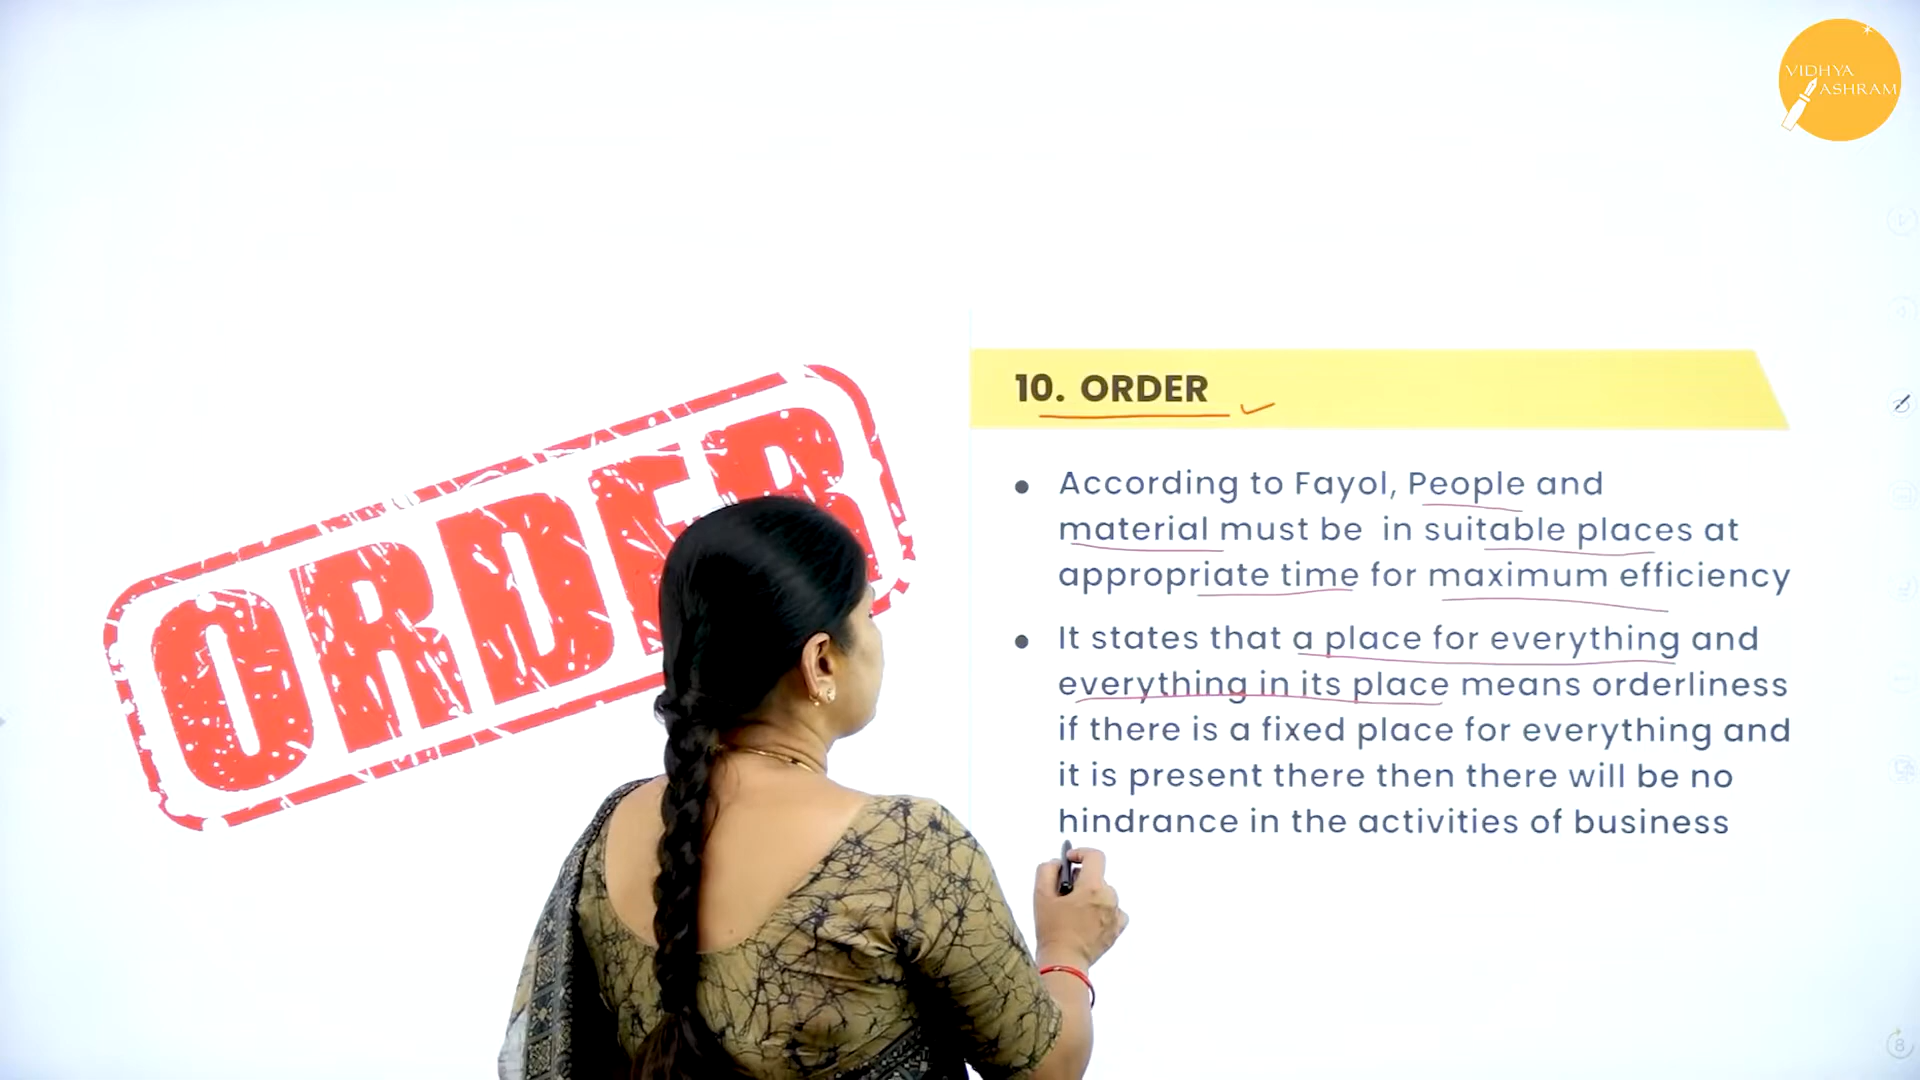 VIDHYA
ASHRAM
ORDER
10. ORDER
According to Fayol, People and
material must be in suitable places at
appropriate time for maximum efficiency
It states that a place for everything and
everything in its place means orderliness
if there is a fixed place for everything and
it is present there then there will be no
hindrance in the activities of business
8